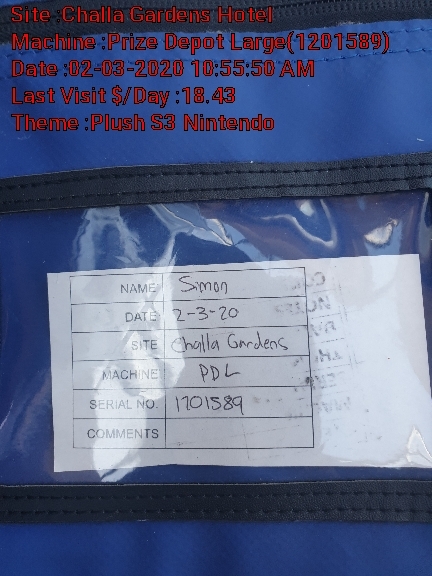 Site :Challa Gardens Hotel
Machine :Prize Depot Large(1201589)
Date :02-03-2020 10:55:50 AM
Last Visit $/Day :18.43
Theme :Plush S3 Nintendo
NAME Simon
DATE 2-3-20
SITE Challa Gardens
MACHINE PDL
SERIAL NO. 1201589
COMMENTS